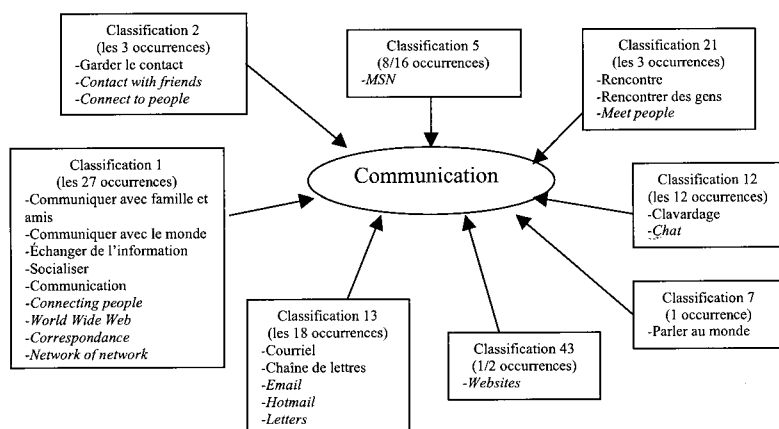 Classification 2
(les 3 occurrences)
-Garder le contact
-Contact with friends
-Connect to people
Classification 5
(8/16 occurrences)
-MSN
Classification 21
(les 3 occurrences)
-Rencontre
-Rencontrer des gens
-Meet people
Communication
Classification 1
(les 27 occurrences)
-Communiquer avec famille et
amis
-Communiquer avec le monde
-Échanger de l'information
-Socialiser
-Communication
-Connecting people
-World Wide Web
-Correspondance
-Network of network
Classification 12
(les 12 occurrences)
-Clavardage
-Chat
Classification 13
(les 18 occurrences)
-Courriel
-Chaîne de lettres
-Email
-Hotmail
-Letters
Classification 43
(1/2 occurrences)
-Websites
Classification 7
(1 occurrence)
-Parler au monde